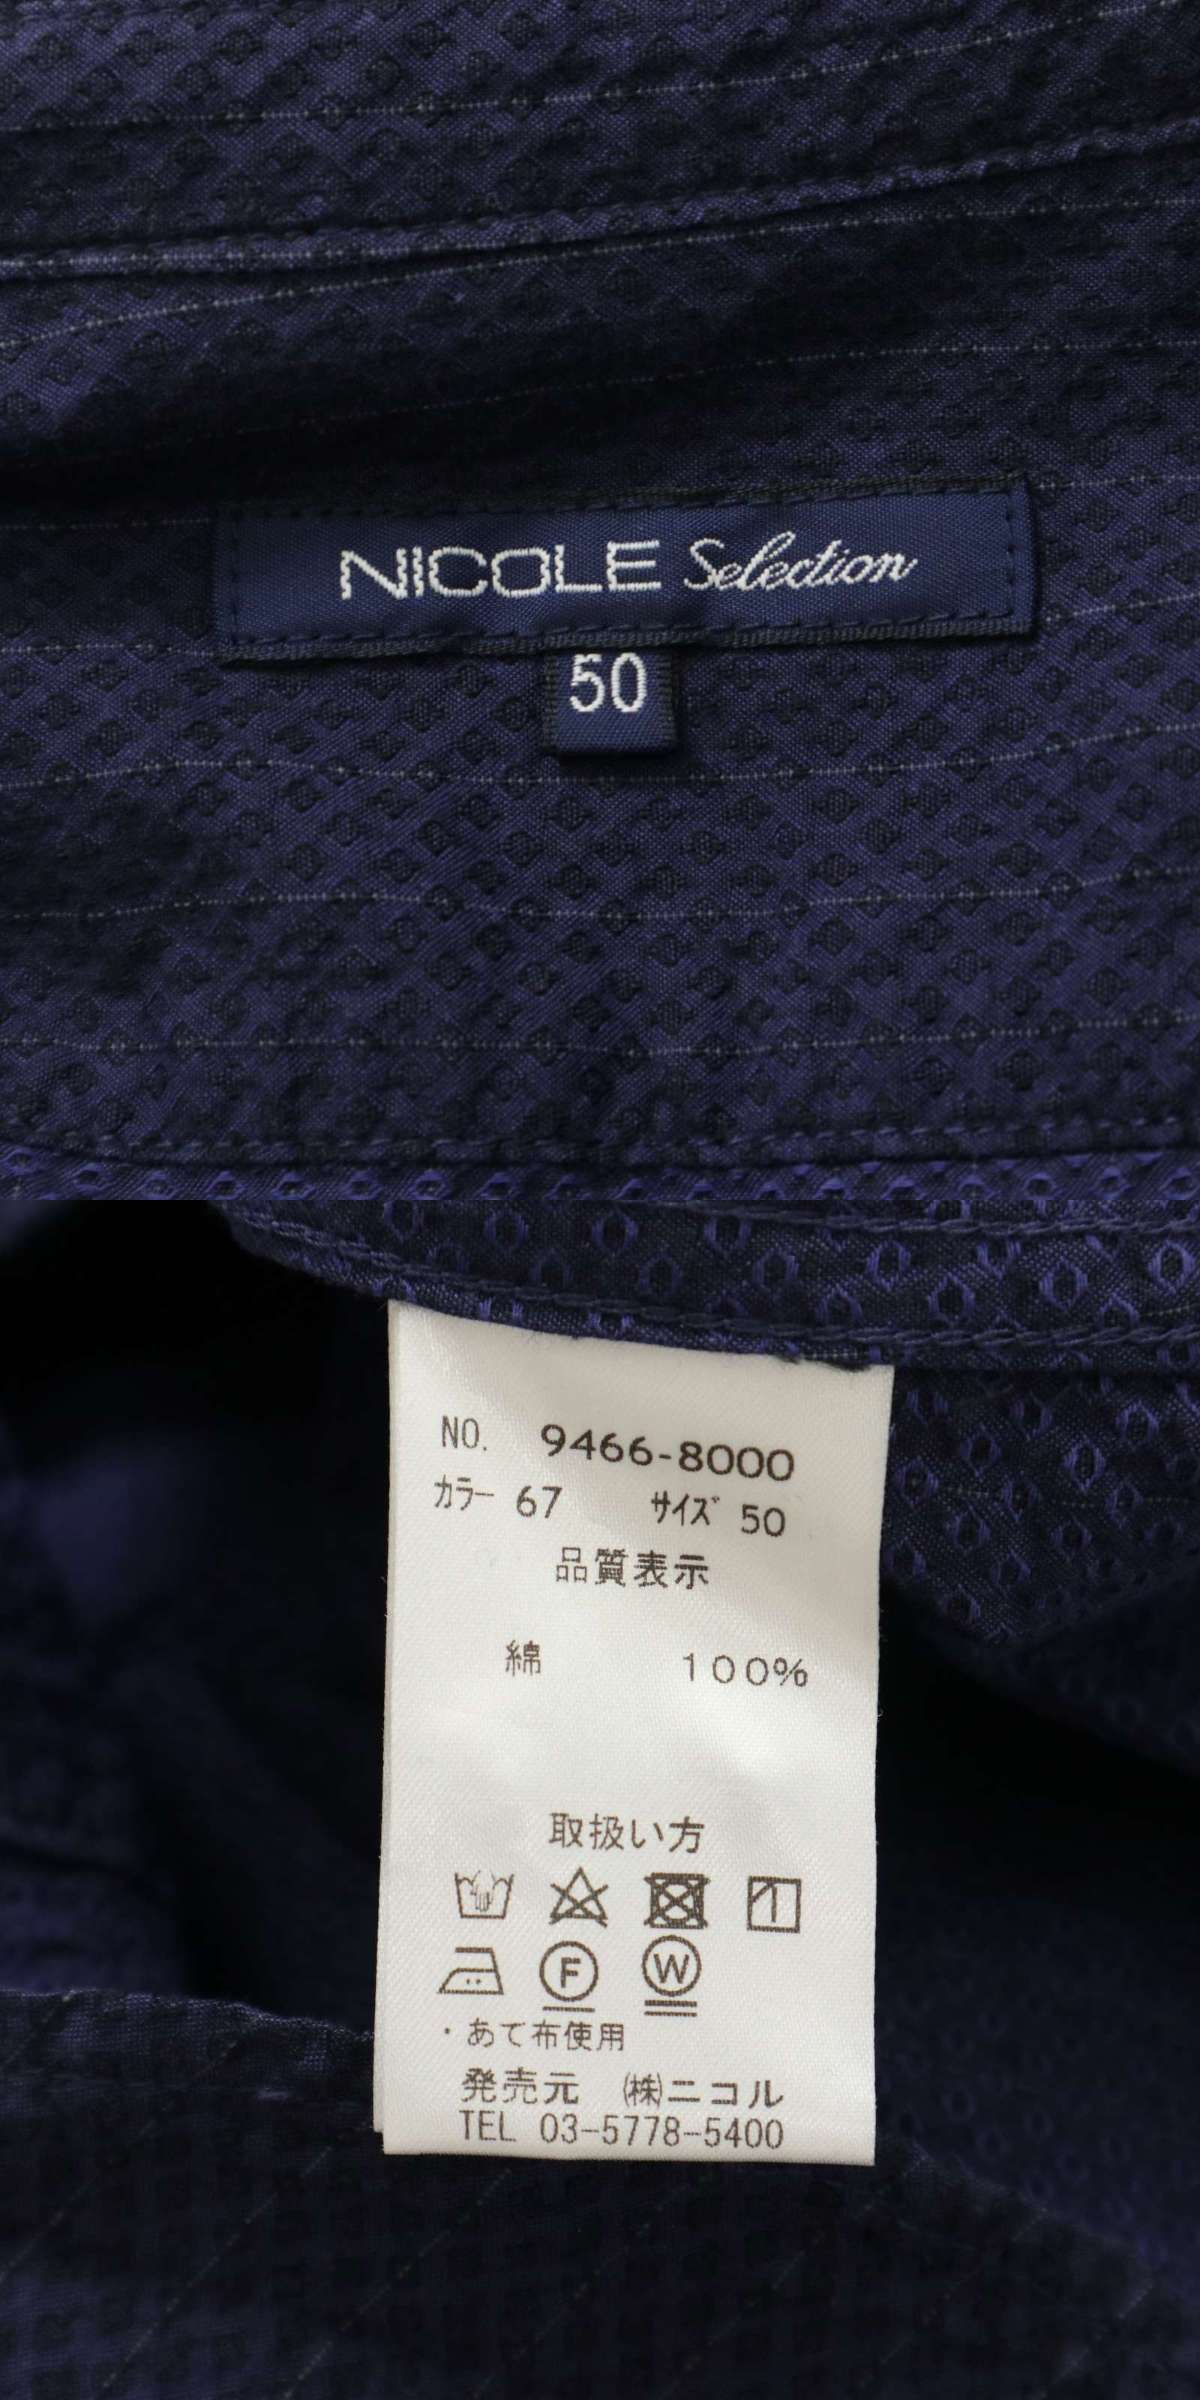 NICOLE Selection
50
NO. 9466-8000
カラー 67 サイズ 50
品質表示
綿 100%
取扱い方
F W
・あて布使用
発売元 ㈱ニコル
TEL 03-5778-5400